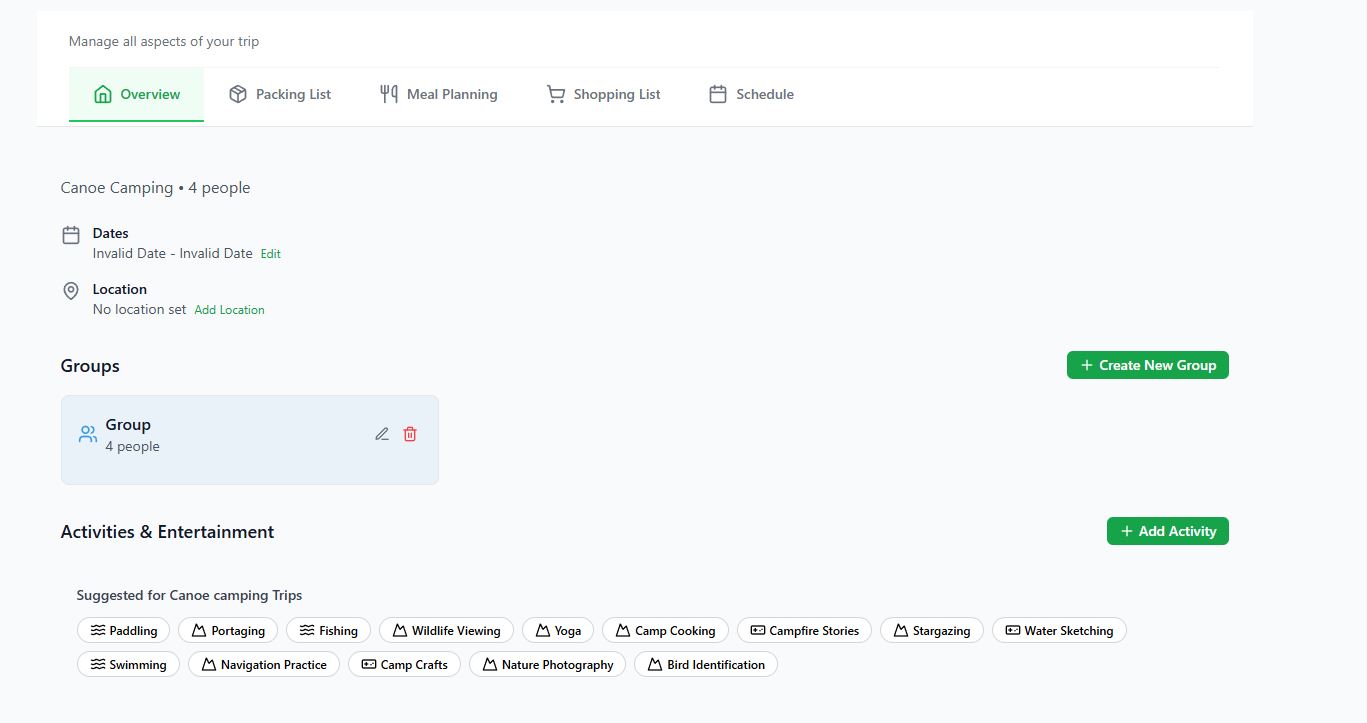 Manage all aspects of your trip
Overview Packing List Meal Planning Shopping List Schedule
Canoe Camping • 4 people
Dates
Invalid Date - Invalid Date Edit
Location
No location set Add Location
Groups Create New Group
Group
4 people
Activities & Entertainment Add Activity
Suggested for Canoe camping Trips
Paddling Portaging Fishing Wildlife Viewing Yoga Camp Cooking Campfire Stories Stargazing Water Sketching
Swimming Navigation Practice Camp Crafts Nature Photography Bird Identification